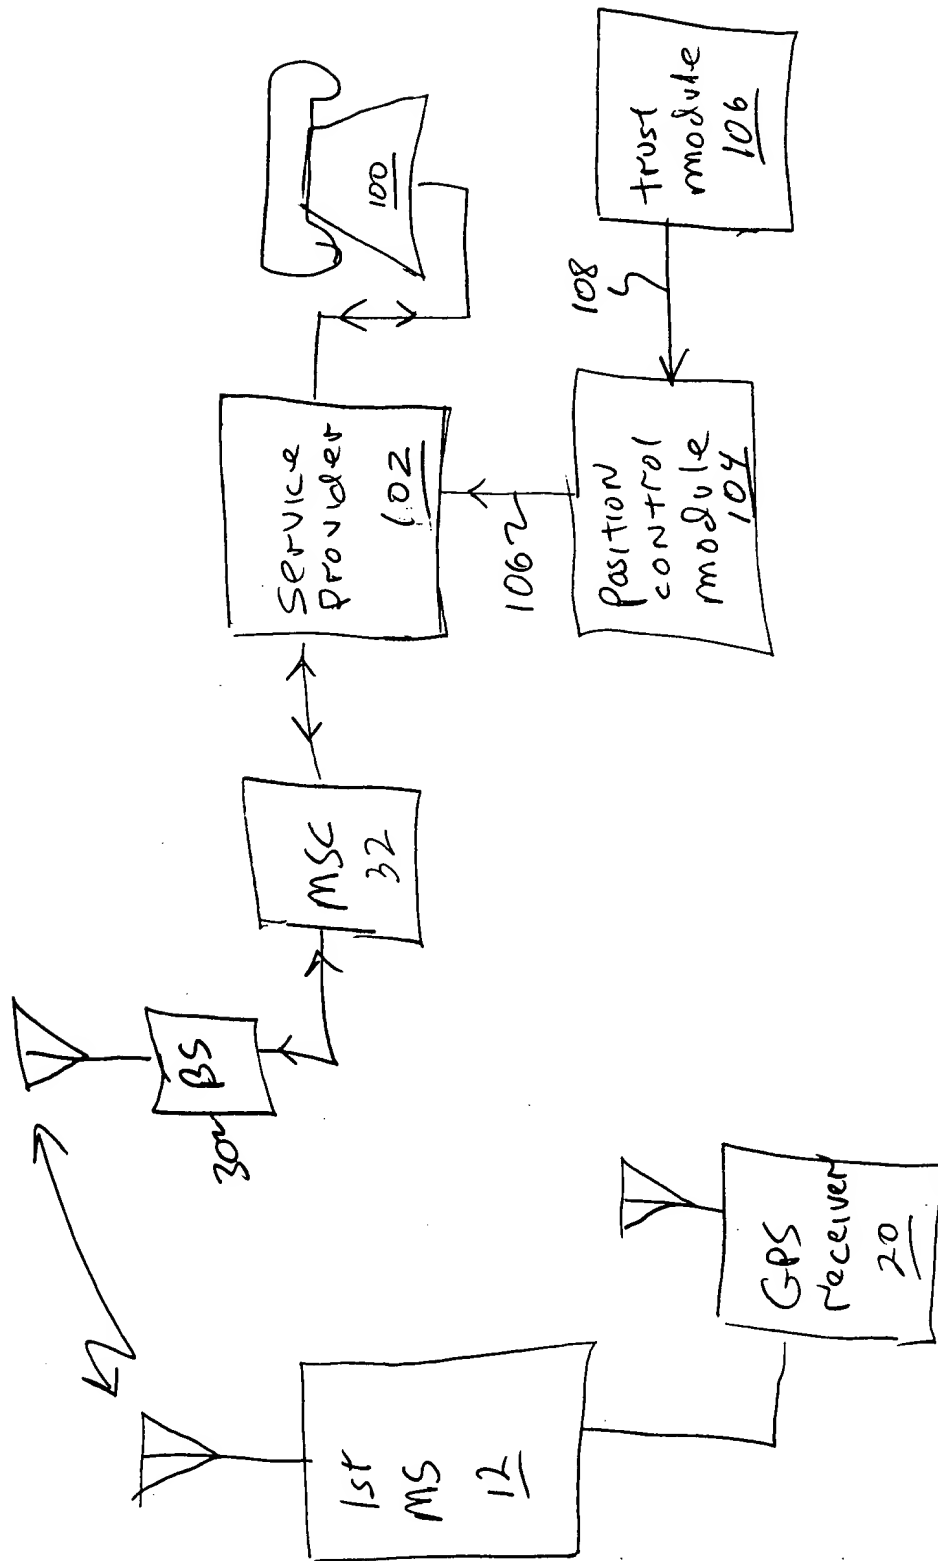 1st
MS
12
GPS
receiver
20
BS
30
MSC
32
Service
Provider
102
100
106
Position
control
module
104
108
trust
module
106